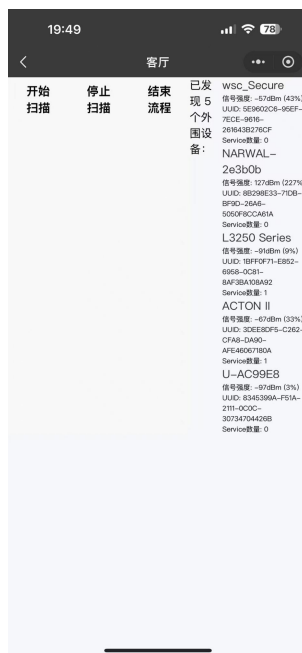 19:49
78
客厅
开始
扫描
停止
扫描
结束
流程
已发
现 5
个外
围设
备：
wsc_Secure
信号强度: -57dBm (43%)
UUID: 5E9602C6-95EF-
7ECE-9616-
261643B276CF
Service数量: 0
NARWAL-
2e3b0b
信号强度: 127dBm (227%
UUID: 8B298E33-71DB-
BF9D-26A6-
5050F8CCA61A
Service数量: 0
L3250 Series
信号强度: -91dBm (9%)
UUID: 1BFF0F71-E852-
6958-0C81-
8AF3BA108A92
Service数量: 1
ACTON II
信号强度: -67dBm (33%)
UUID: 3DEE8DF5-C262-
CFA8-DA90-
AFE46067180A
Service数量: 1
U-AC99E8
信号强度: -97dBm (3%)
UUID: 8345399A-F51A-
2111-0C0C-
30734704426B
Service数量: 0